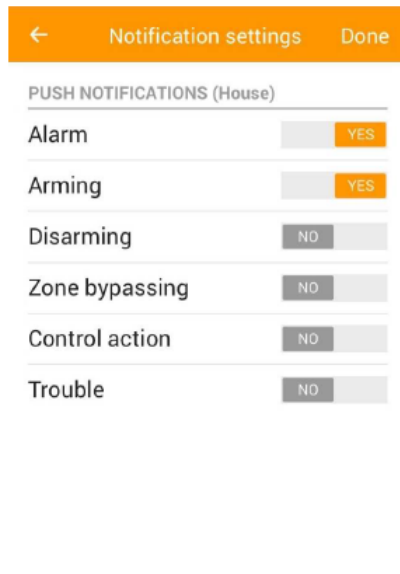 ← Notification settings Done
PUSH NOTIFICATIONS (House)
Alarm YES
Arming YES
Disarming NO
Zone bypassing NO
Control action NO
Trouble NO